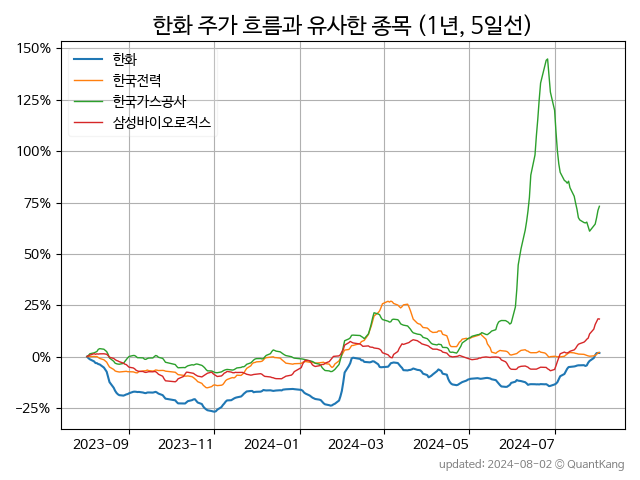 한화 주가 흐름과 유사한 종목 (1년, 5일선)
150%
125%
100%
75%
50%
25%
0%
−25%
한화
한국전력
한국가스공사
삼성바이오로직스
2023-09
2023-11
2024-01
2024-03
2024-05
2024-07
updated: 2024-08-02 © QuantKang